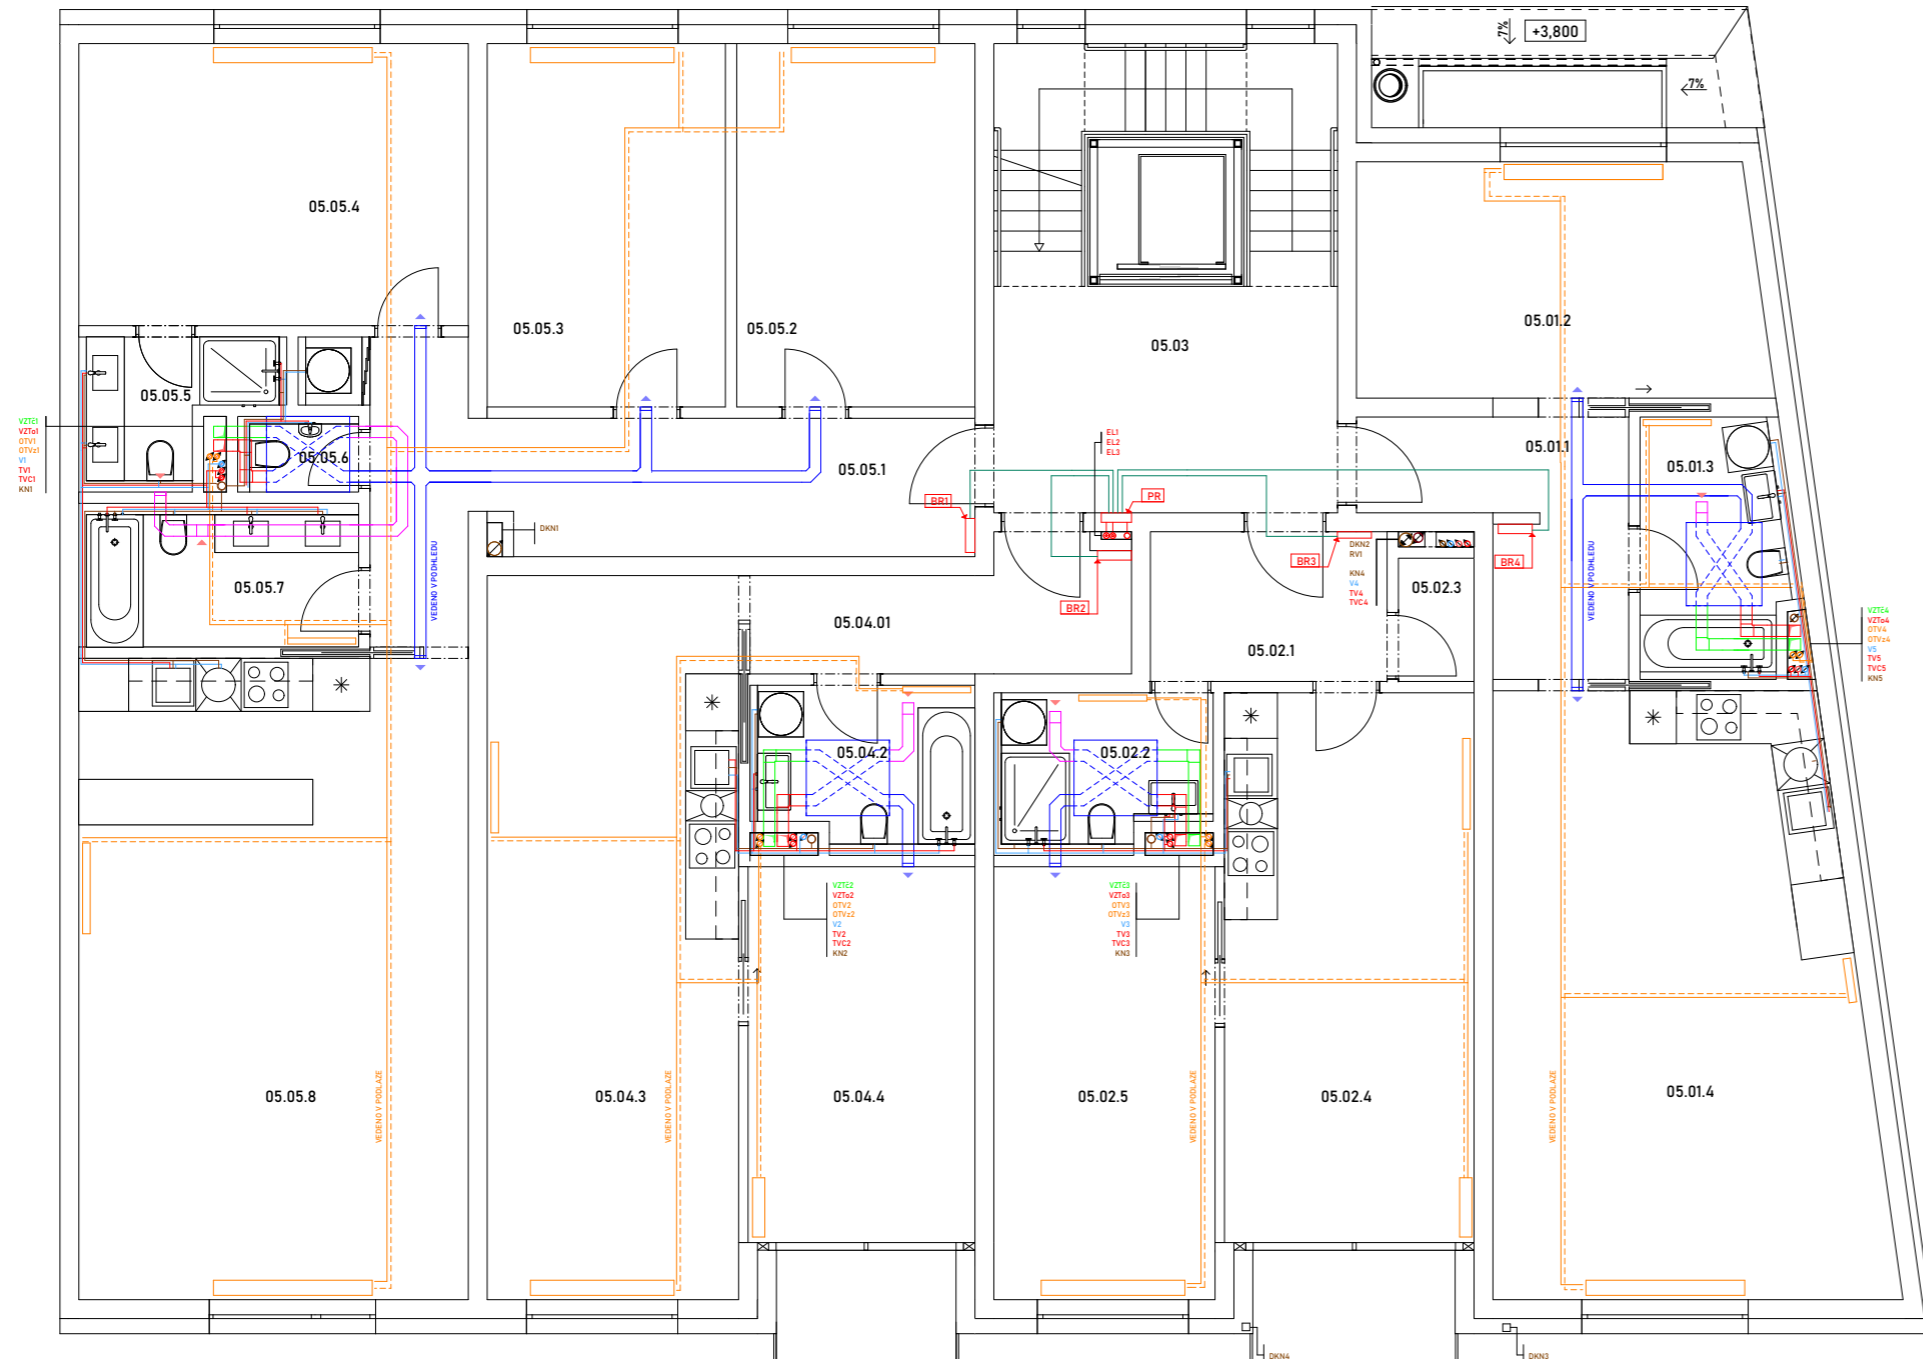 7%
+3,800
7%
05.05.4
05.05.3
05.05.2
05.03
05.01.2
05.05.5
05.05.6
05.05.1
05.01.1
05.01.3
VZTč1
VZTo1
OTV1
OTVz1
V1
TV1
TVC1
KN1
EL1
EL2
EL3
BR1
PR
DKN1
BR3
BR4
DKN2
RV1
KN4
V4
TV4
TVC4
VEDENO V PODHLEDU
VEDENO V PODHLEDU
05.05.7
05.02.3
BR2
05.04.01
05.02.1
VZTč4
VZTo4
OTV4
OTVz4
V5
TV5
TVC5
KN5
05.04.2
05.02.2
VZTč2
VZTo2
OTV2
OTVz2
V2
TV2
TVC2
KN2
VZTč3
VZTo3
OTV3
OTVz3
V3
TV3
TVC3
KN3
05.05.8
VEDENO V PODLAZE
05.04.3
VEDENO V PODLAZE
05.04.4
05.02.5
VEDENO V PODLAZE
05.02.4
VEDENO V PODLAZE
05.01.4
DKN4
DKN3